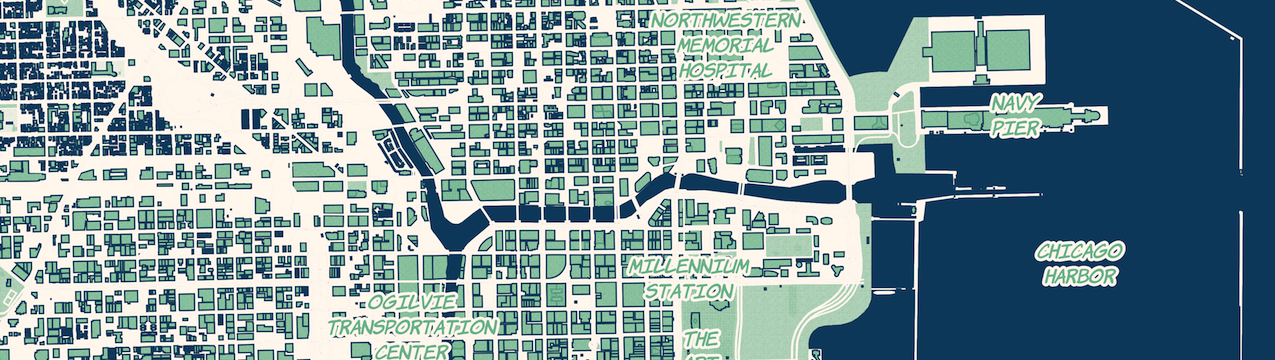 NORTHWESTERN
MEMORIAL
HOSPITAL
NAVY
PIER
CHICAGO
HARBOR
MILLENNIUM
STATION
OGILVIE
TRANSPORTATION
CENTER
THE